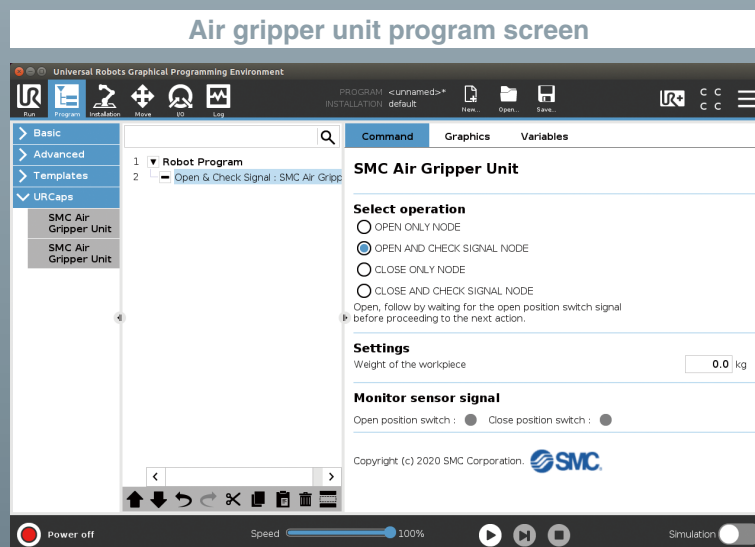 Air gripper unit program screen
Universal Robots Graphical Programming Environment
UR
Run
Program
Installation
Move
I/O
Log
PROGRAM <unnamed>*
INSTALLATION default
New...
Open...
Save...
UR+
C C
C C
Basic
Advanced
Templates
URCaps
SMC Air
Gripper Unit
SMC Air
Gripper Unit
1 Robot Program
2 Open & Check Signal : SMC Air Gripp
Command Graphics Variables
SMC Air Gripper Unit
Select operation
OPEN ONLY NODE
OPEN AND CHECK SIGNAL NODE
CLOSE ONLY NODE
CLOSE AND CHECK SIGNAL NODE
Open, follow by waiting for the open position switch signal
before proceeding to the next action.
Settings
Weight of the workpiece 0.0 kg
Monitor sensor signal
Open position switch : Close position switch :
Copyright (c) 2020 SMC Corporation. SMC.
Power off
Speed 100%
Simulation